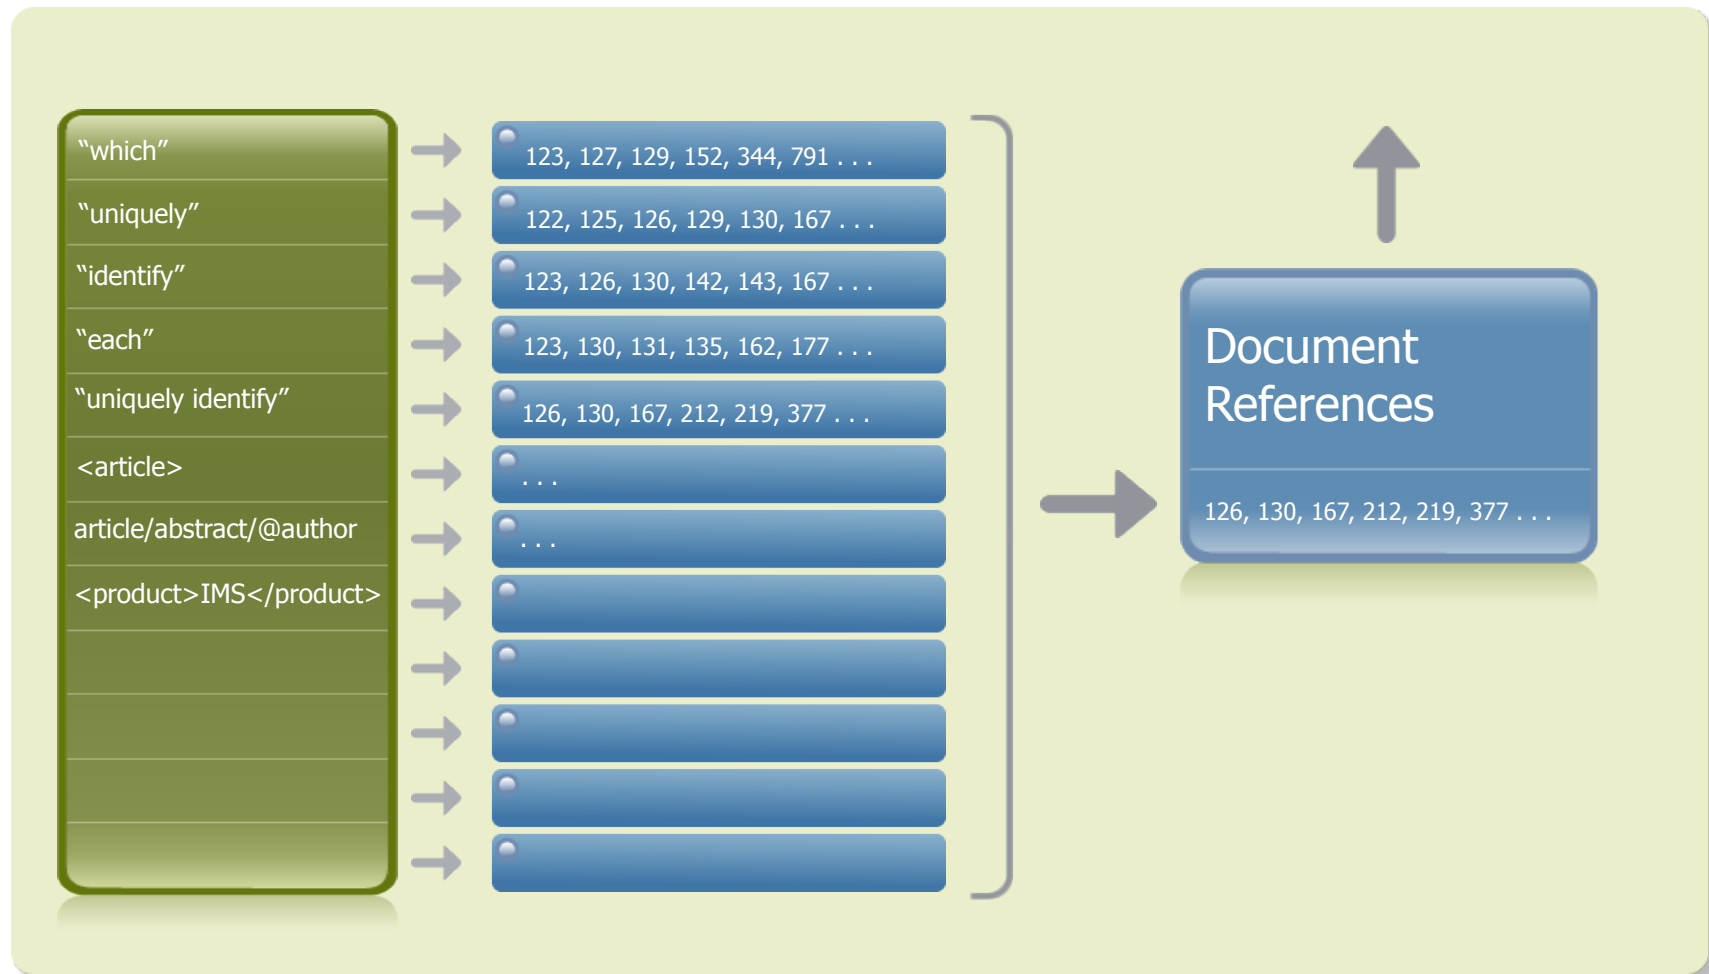 “which”
123, 127, 129, 152, 344, 791 . . .
“uniquely”
122, 125, 126, 129, 130, 167 . . .
“identify”
123, 126, 130, 142, 143, 167 . . .
“each”
123, 130, 131, 135, 162, 177 . . .
“uniquely identify”
126, 130, 167, 212, 219, 377 . . .
<article>
. . .
article/abstract/@author
. . .
<product>IMS</product>
Document
References
126, 130, 167, 212, 219, 377 . . .